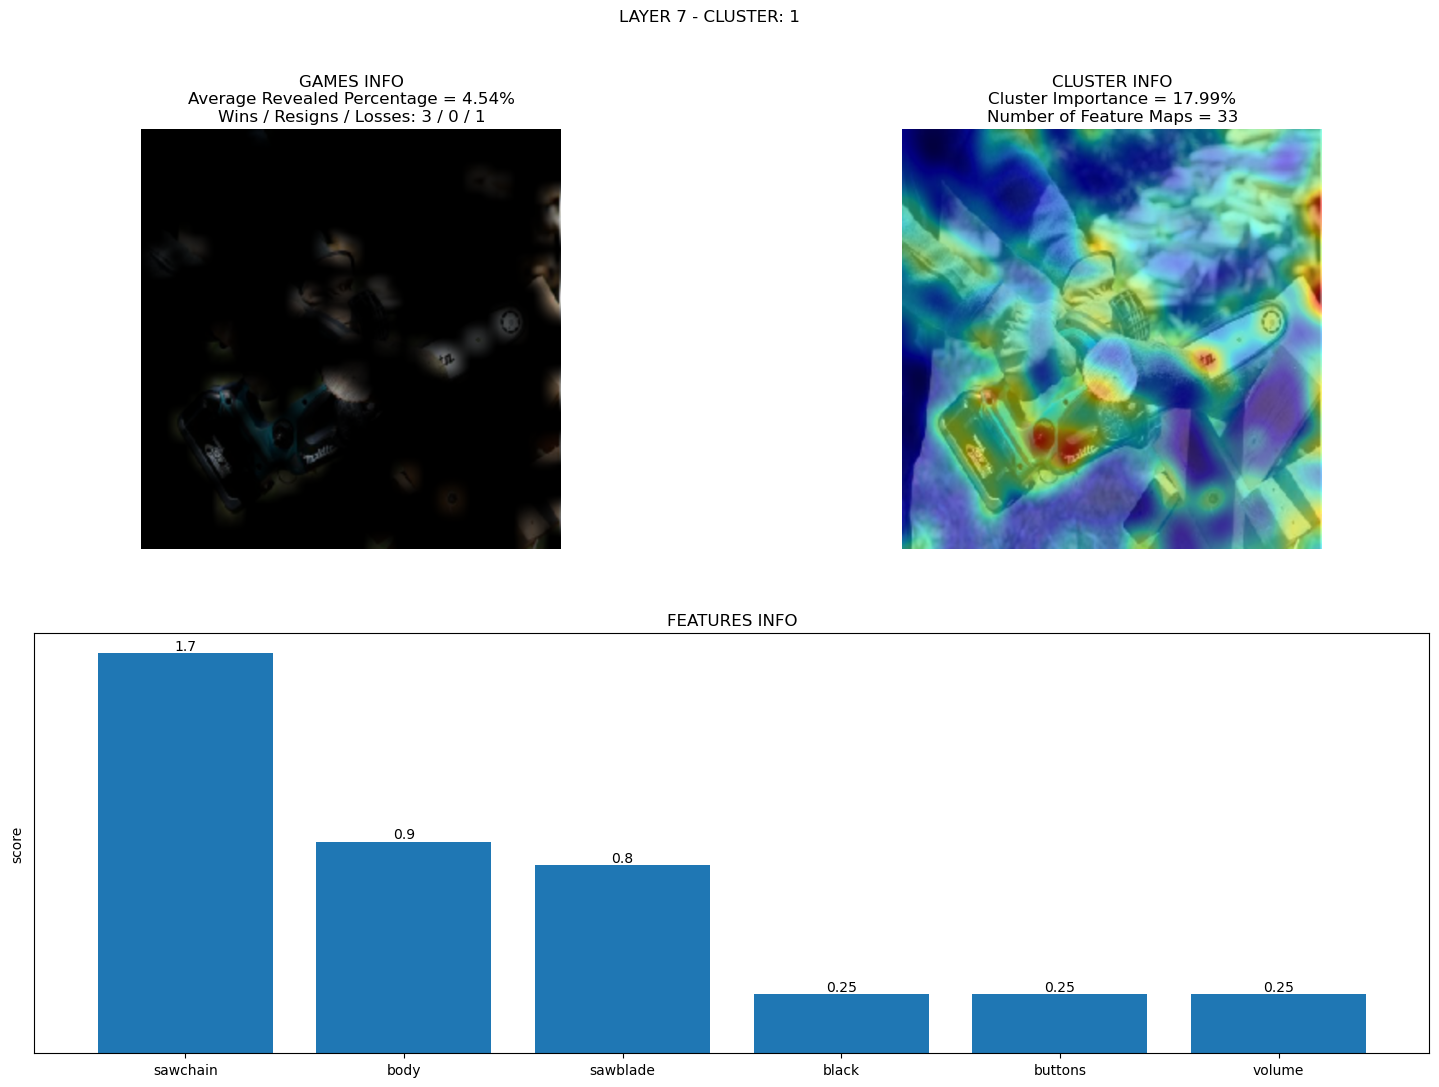 LAYER 7 - CLUSTER: 1
GAMES INFO
Average Revealed Percentage = 4.54%
Wins / Resigns / Losses: 3 / 0 / 1
CLUSTER INFO
Cluster Importance = 17.99%
Number of Feature Maps = 33
FEATURES INFO
score
1.7
0.9
0.8
0.25
0.25
0.25
sawchain
body
sawblade
black
buttons
volume